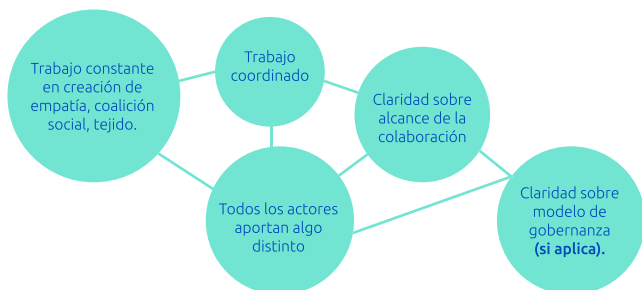 Trabajo constante
en creación de
empatía, coalición
social, tejido.
Trabajo
coordinado
Claridad sobre
alcance de la
colaboración
Todos los actores
aportan algo
distinto
Claridad sobre
modelo de
gobernanza
(si aplica).